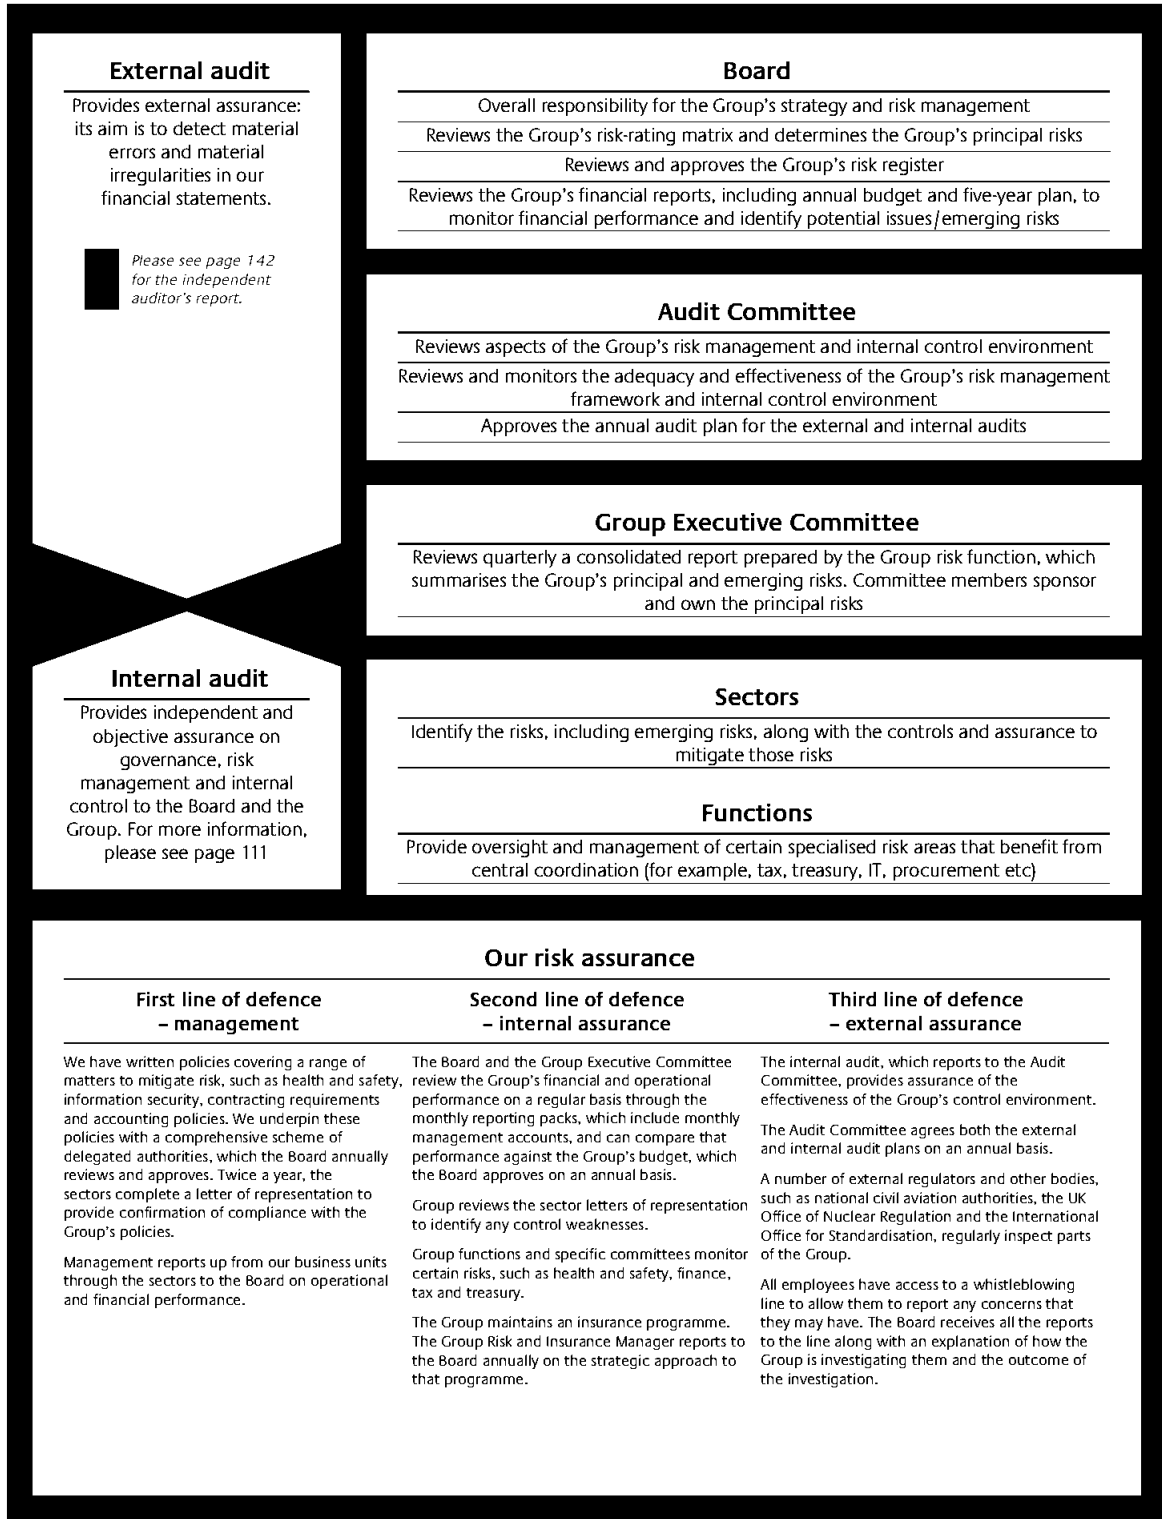 External audit
Provides external assurance:
its aim is to detect material
errors and material
irregularities in our
financial statements.
Please see page 142
for the independent
auditor's report.
Board
Overall responsibility for the Group's strategy and risk management
Reviews the Group's risk-rating matrix and determines the Group's principal risks
Reviews and approves the Group's risk register
Reviews the Group's financial reports, including annual budget and five-year plan, to
monitor financial performance and identify potential issues/emerging risks
Audit Committee
Reviews aspects of the Group's risk management and internal control environment
Reviews and monitors the adequacy and effectiveness of the Group's risk management
framework and internal control environment
Approves the annual audit plan for the external and internal audits
Group Executive Committee
Reviews quarterly a consolidated report prepared by the Group risk function, which
summarises the Group's principal and emerging risks. Committee members sponsor
and own the principal risks
Internal audit
Provides independent and
objective assurance on
governance, risk
management and internal
control to the Board and the
Group. For more information,
please see page 111
Sectors
Identify the risks, including emerging risks, along with the controls and assurance to
mitigate those risks
Functions
Provide oversight and management of certain specialised risk areas that benefit from
central coordination (for example, tax, treasury, IT, procurement etc)
Our risk assurance
First line of defence
– management
We have written policies covering a range of
matters to mitigate risk, such as health and safety,
information security, contracting requirements
and accounting policies. We underpin these
policies with a comprehensive scheme of
delegated authorities, which the Board annually
reviews and approves. Twice a year, the
sectors complete a letter of representation to
provide confirmation of compliance with the
Group's policies.
Management reports up from our business units
through the sectors to the Board on operational
and financial performance.
Second line of defence
– internal assurance
The Board and the Group Executive Committee
review the Group's financial and operational
performance on a regular basis through the
monthly reporting packs, which include monthly
management accounts, and can compare that
performance against the Group's budget, which
the Board approves on an annual basis.
Group reviews the sector letters of representation
to identify any control weaknesses.
Group functions and specific committees monitor
certain risks, such as health and safety, finance,
tax and treasury.
The Group maintains an insurance programme.
The Group Risk and Insurance Manager reports to
the Board annually on the strategic approach to
that programme.
Third line of defence
– external assurance
The internal audit, which reports to the Audit
Committee, provides assurance of the
effectiveness of the Group's control environment.
The Audit Committee agrees both the external
and internal audit plans on an annual basis.
A number of external regulators and other bodies,
such as national civil aviation authorities, the UK
Office of Nuclear Regulation and the International
Office for Standardisation, regularly inspect parts
of the Group.
All employees have access to a whistleblowing
line to allow them to report any concerns that
they may have. The Board receives all the reports
to the line along with an explanation of how the
Group is investigating them and the outcome of
the investigation.